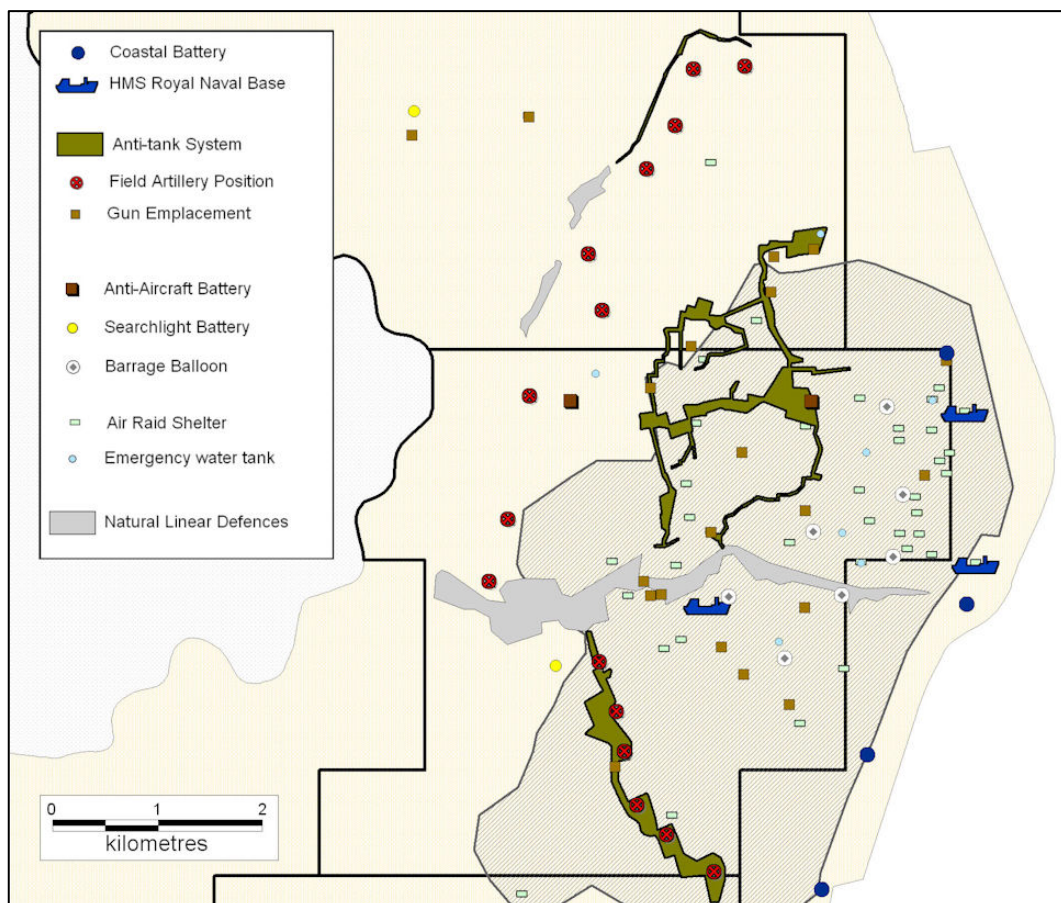 Coastal Battery
HMS Royal Naval Base
Anti-tank System
Field Artillery Position
Gun Emplacement
Anti-Aircraft Battery
Searchlight Battery
Barrage Balloon
Air Raid Shelter
Emergency water tank
Natural Linear Defences
0 1 2
kilometres